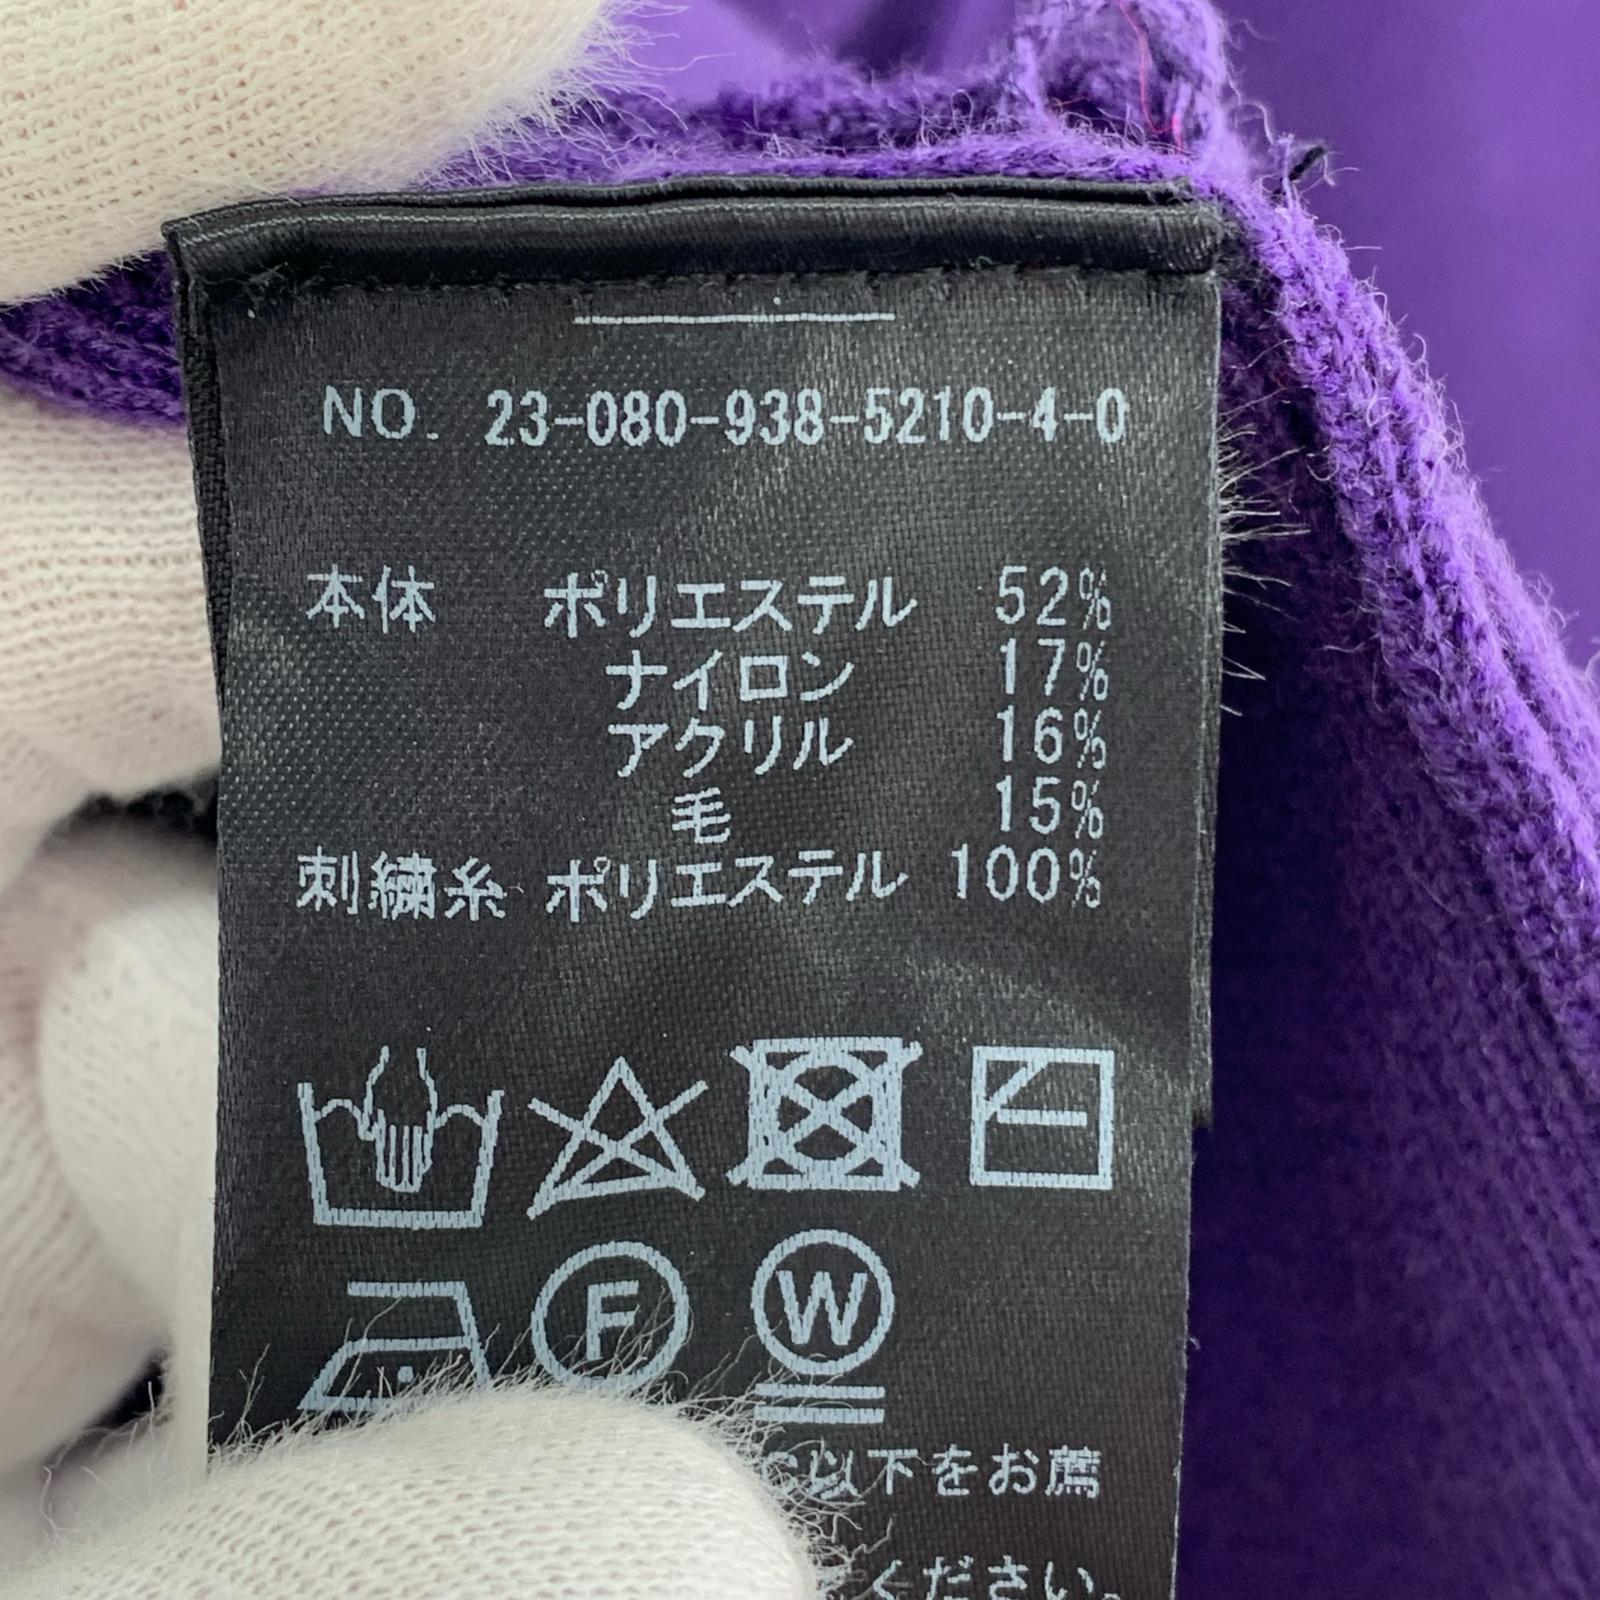 NO. 23-080-938-5210-4-0
本体 ポリエステル 52%
ナイロン 17%
アクリル 16%
毛 15%
刺繍糸 ポリエステル 100%
F W
以下をお薦
ください。